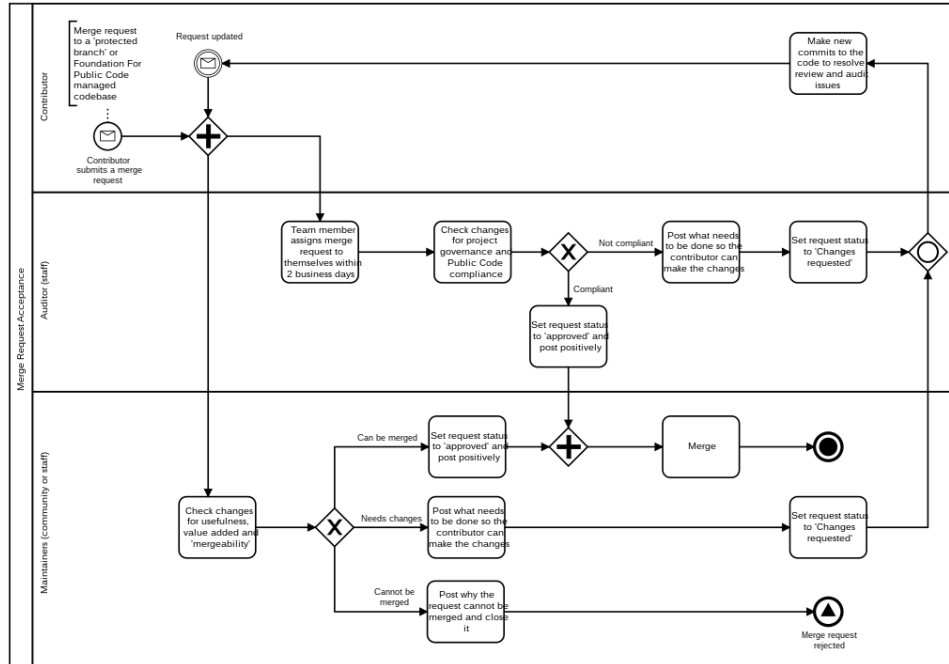 Merge Request Acceptance
Contributor
Merge request
to a 'protected
branch' or
Foundation For
Public Code
managed
codebase
Request updated
Contributor
submits a merge
request
Make new
commits to the
code to resolve
review and audit
issues
Auditor (staff)
Team member
assigns merge
request to
themselves within
2 business days
Check changes
for project
governance and
Public Code
compliance
X
Not compliant
Compliant
Post what needs
to be done so the
contributor can
make the changes
Set request status
to 'Changes
requested'
Set request status
to 'approved' and
post positively
Maintainers (community or staff)
Check changes
for usefulness,
value added and
'mergeability'
X
Can be merged
Set request status
to 'approved' and
post positively
Merge
Needs changes
Post what needs
to be done so the
contributor can
make the changes
Set request status
to 'Changes
requested'
Cannot be
merged
Post why the
request cannot be
merged and close
it
Merge request
rejected